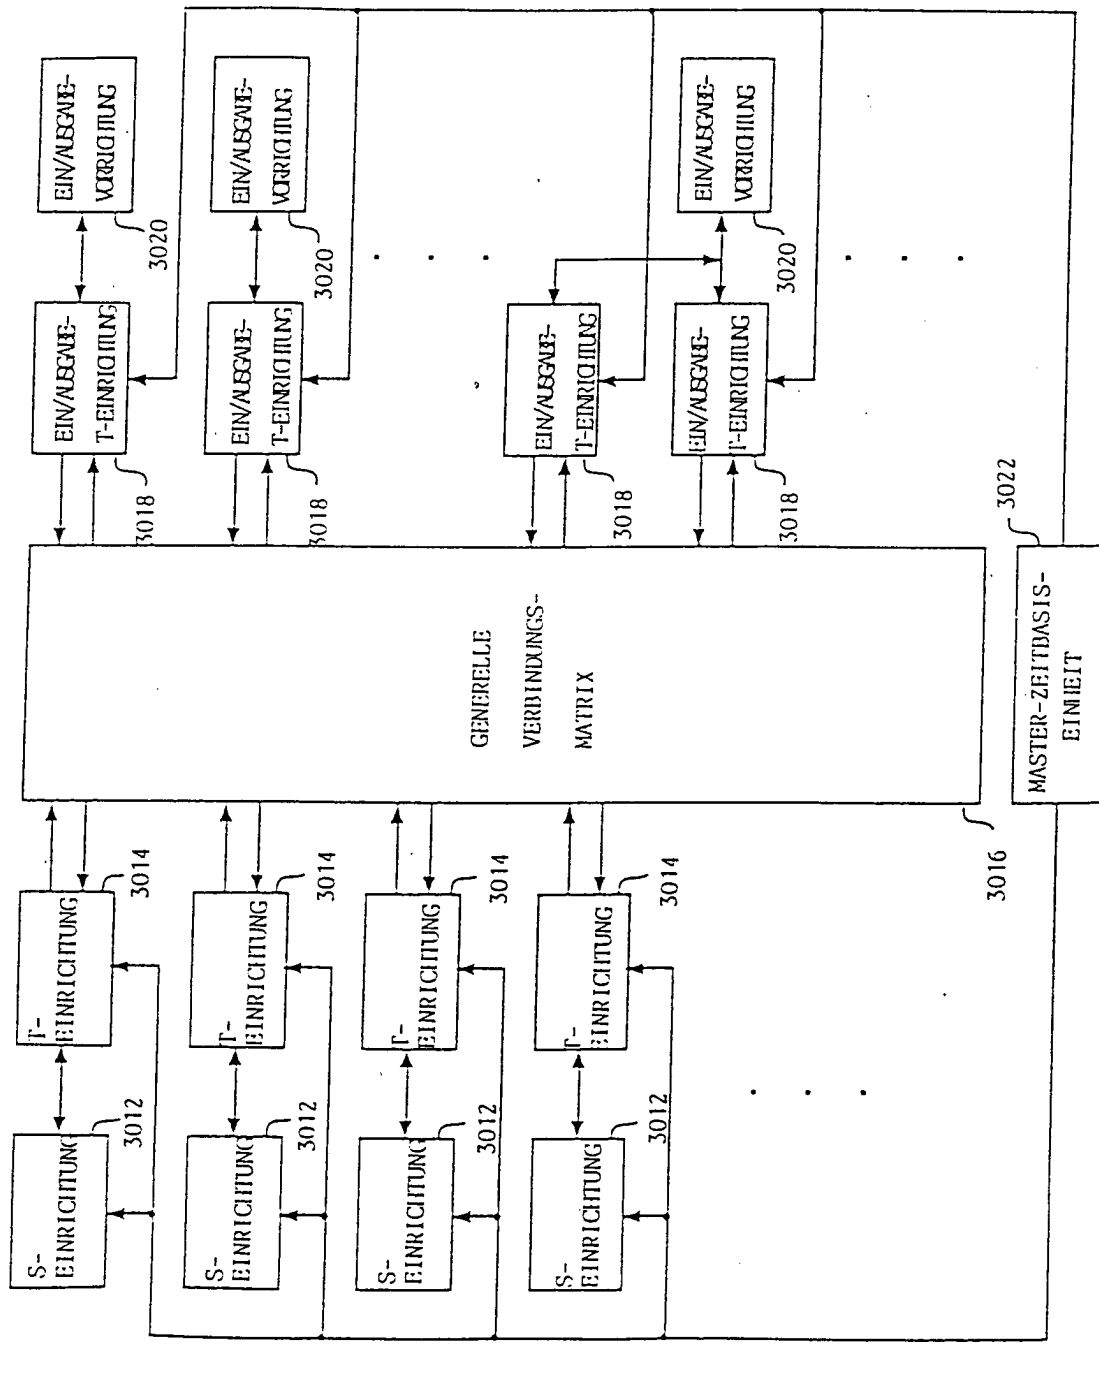 S-
EINRICHTUNG
3012
T-
EINRICHTUNG
3014
EIN/AUSGABE-
T-EINRICHTUNG
3018
EIN/AUSGABE-
VORRICHTUNG
3020
S-
EINRICHTUNG
3012
T-
EINRICHTUNG
3014
EIN/AUSGABE-
T-EINRICHTUNG
3018
EIN/AUSGABE-
VORRICHTUNG
3020
S-
EINRICHTUNG
3012
T-
EINRICHTUNG
3014
GENERELLE
VERBINDUNGS-
MATRIX
EIN/AUSGABE-
T-EINRICHTUNG
3018
S-
EINRICHTUNG
3012
T-
EINRICHTUNG
3014
EIN/AUSGABE-
T-EINRICHTUNG
3018
EIN/AUSGABE-
VORRICHTUNG
3020
3016
3022
MASTER-ZEITBASIS-
EINHEIT